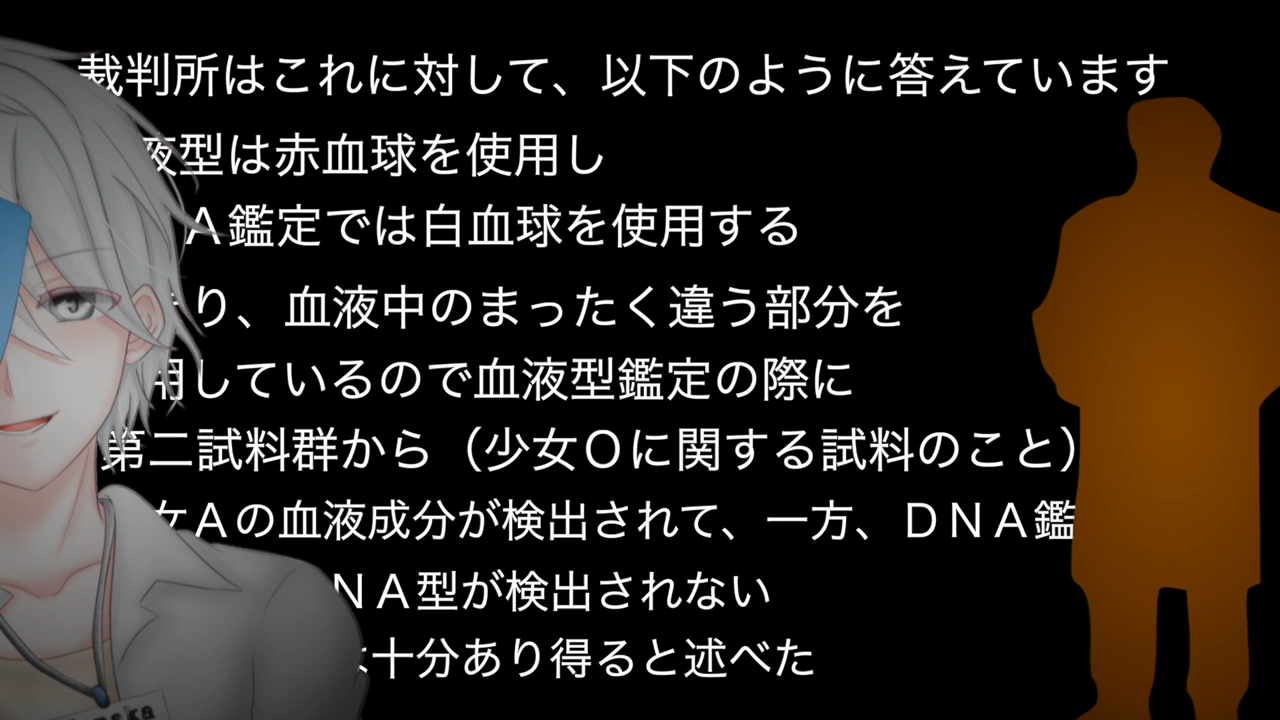 裁判所はこれに対して、以下のように答えています
液型は赤血球を使用し
Ａ鑑定では白血球を使用する
り、血液中のまったく違う部分を
用しているので血液型鑑定の際に
第二試料群から（少女Ｏに関する試料のこと）
女Ａの血液成分が検出されて、一方、ＤＮＡ鑑
ＮＡ型が検出されない
は十分あり得ると述べた